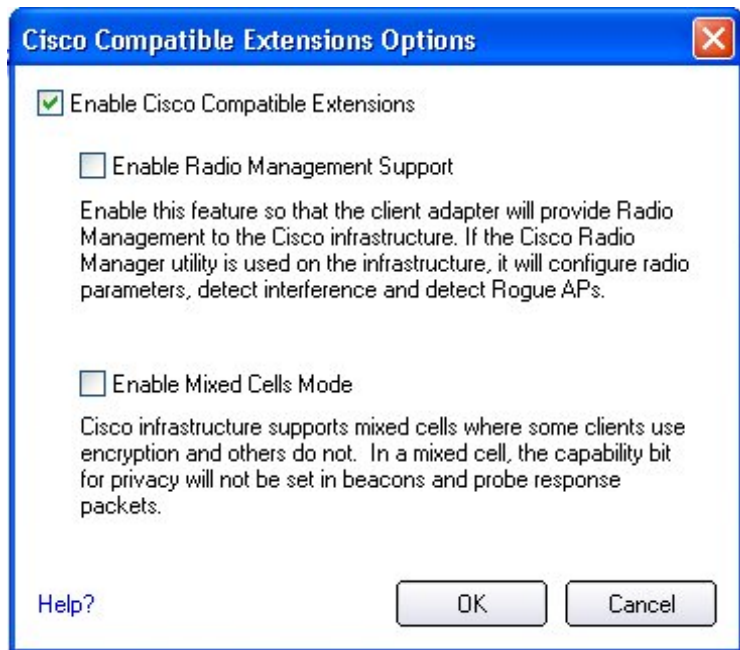 Cisco Compatible Extensions Options
Enable Cisco Compatible Extensions
Enable Radio Management Support
Enable this feature so that the client adapter will provide Radio
Management to the Cisco infrastructure. If the Cisco Radio
Manager utility is used on the infrastructure, it will configure radio
parameters, detect interference and detect Rogue APs.
Enable Mixed Cells Mode
Cisco infrastructure supports mixed cells where some clients use
encryption and others do not.  In a mixed cell, the capability bit
for privacy will not be set in beacons and probe response
packets.
Help?
OK
Cancel